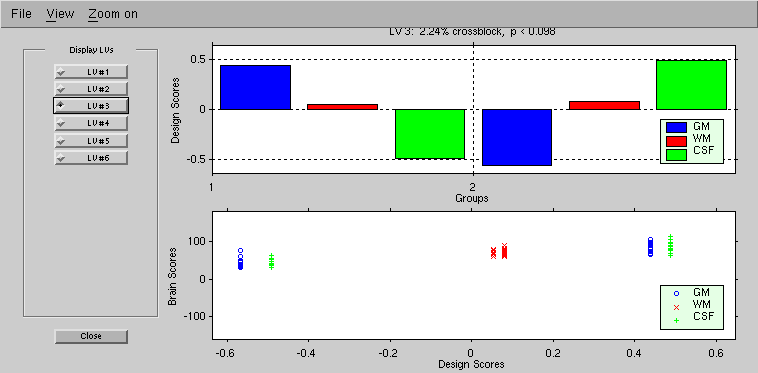 File View Zoom on
Display LVs
LV#1
LV#2
LV#3
LV#4
LV#5
LV#6
Close
LV 3: 2.24% crossblock, p < 0.098
Design Scores
0.5
0
-0.5
1 2
Groups
GM
WM
CSF
Brain Scores
100
0
-100
-0.6 -0.4 -0.2 0 0.2 0.4 0.6
Design Scores
GM
WM
CSF